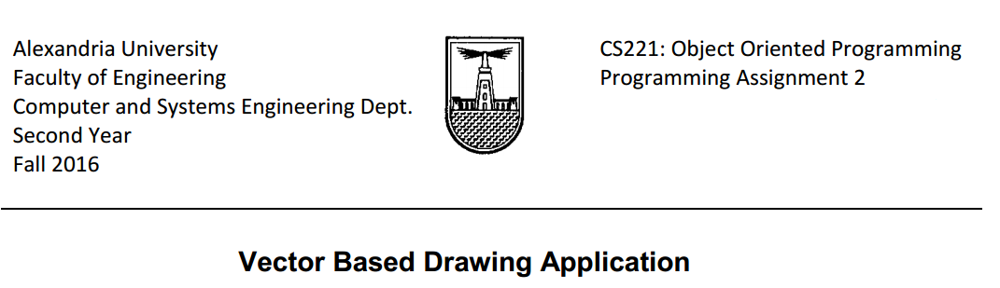 Alexandria University
Faculty of Engineering
Computer and Systems Engineering Dept.
Second Year
Fall 2016
CS221: Object Oriented Programming
Programming Assignment 2
Vector Based Drawing Application